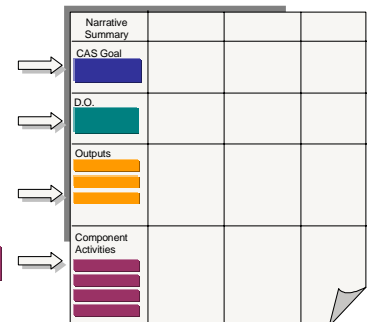 Narrative
Summary
CAS Goal
D.O.
Outputs
Component
Activities